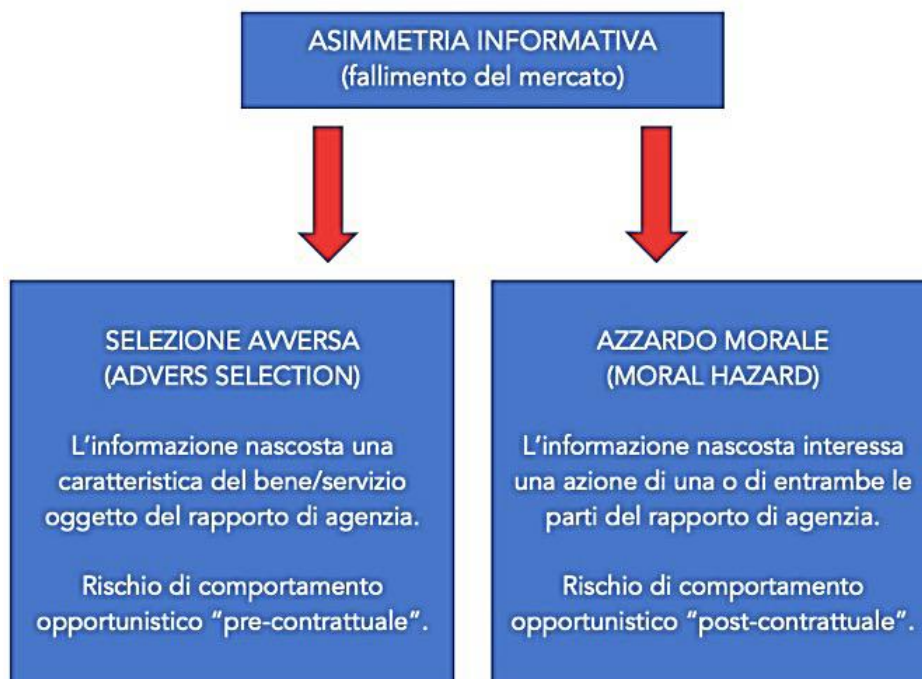 ASIMMETRIA INFORMATIVA
(fallimento del mercato)
SELEZIONE AVVERSA
(ADVERS SELECTION)
L'informazione nascosta una
caratteristica del bene/servizio
oggetto del rapporto di agenzia.
Rischio di comportamento
opportunistico "pre-contrattuale".
AZZARDO MORALE
(MORAL HAZARD)
L'informazione nascosta interessa
una azione di una o di entrambe le
parti del rapporto di agenzia.
Rischio di comportamento
opportunistico "post-contrattuale".